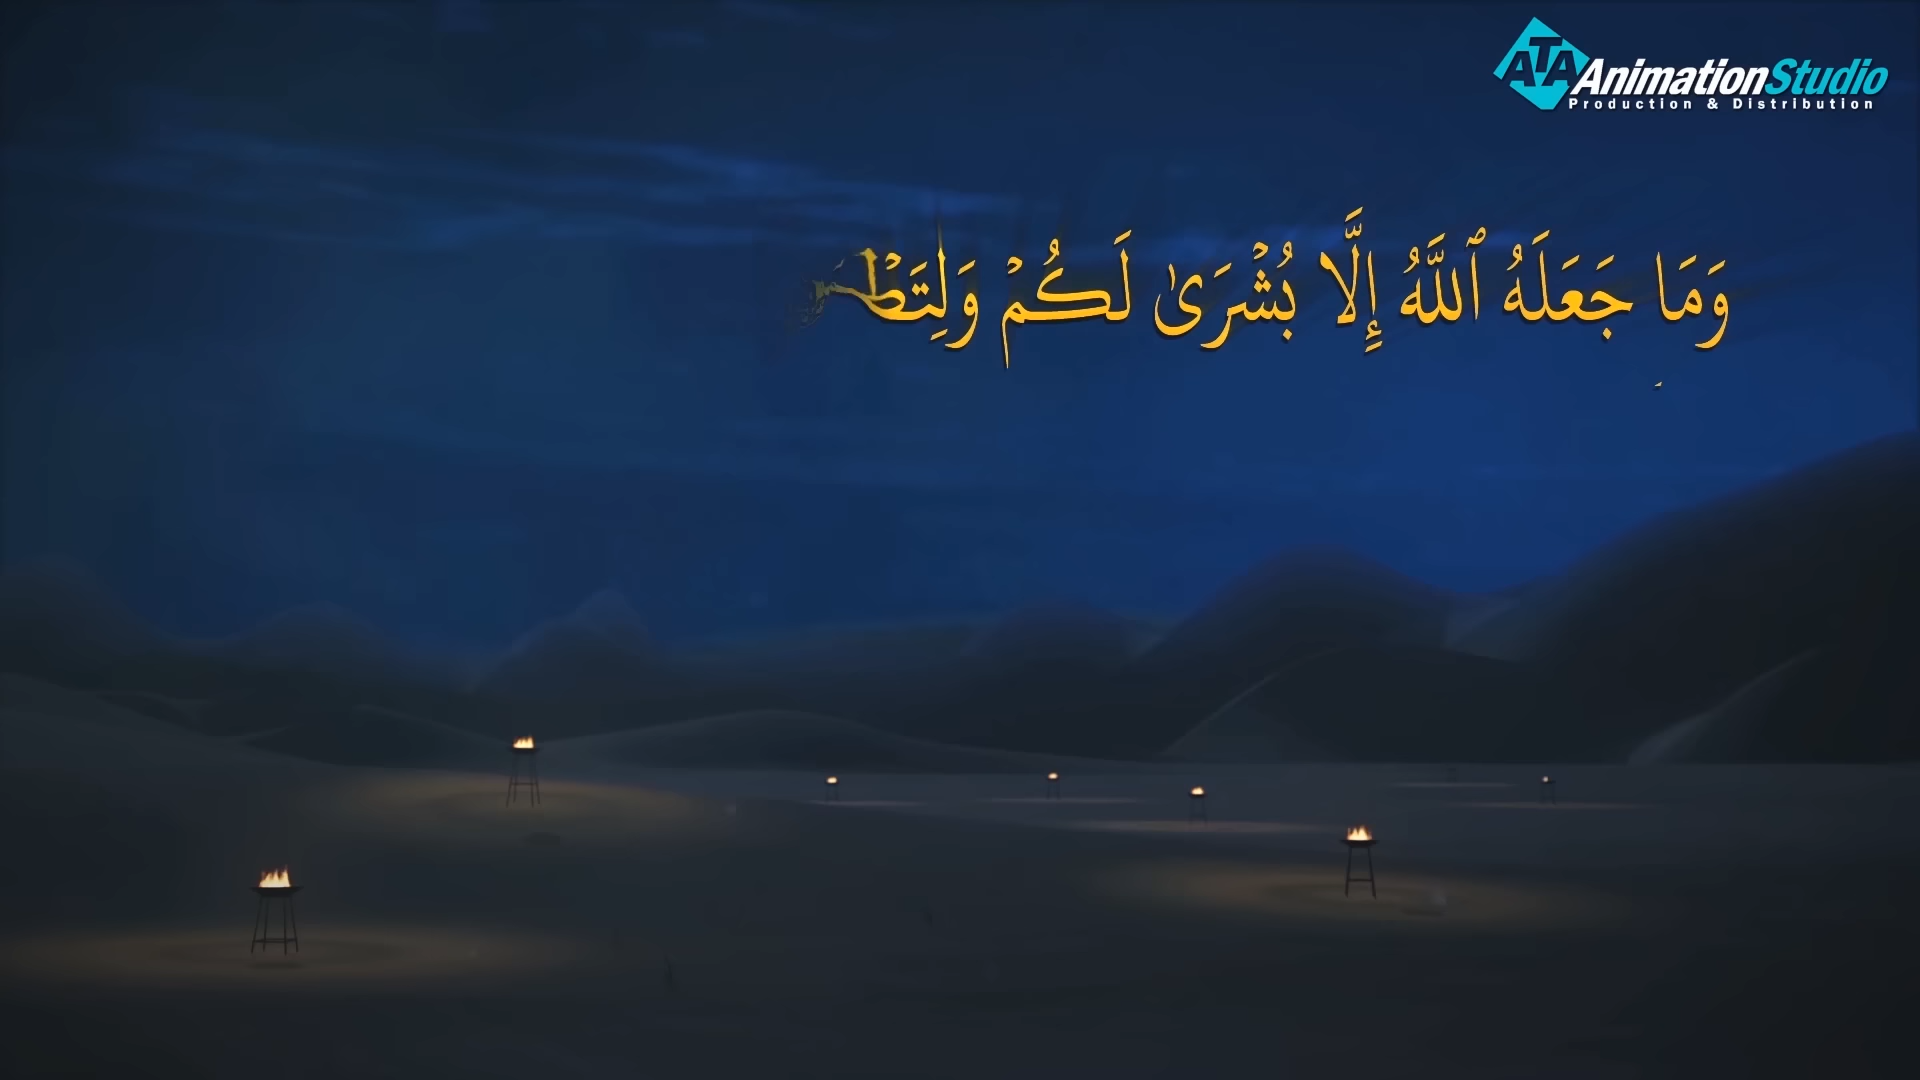 ATA AnimationStudio
Production & Distribution
وَمَا جَعَلَهُ ٱللَّهُ إِلَّا بُشْرَىٰ لَكُمْ